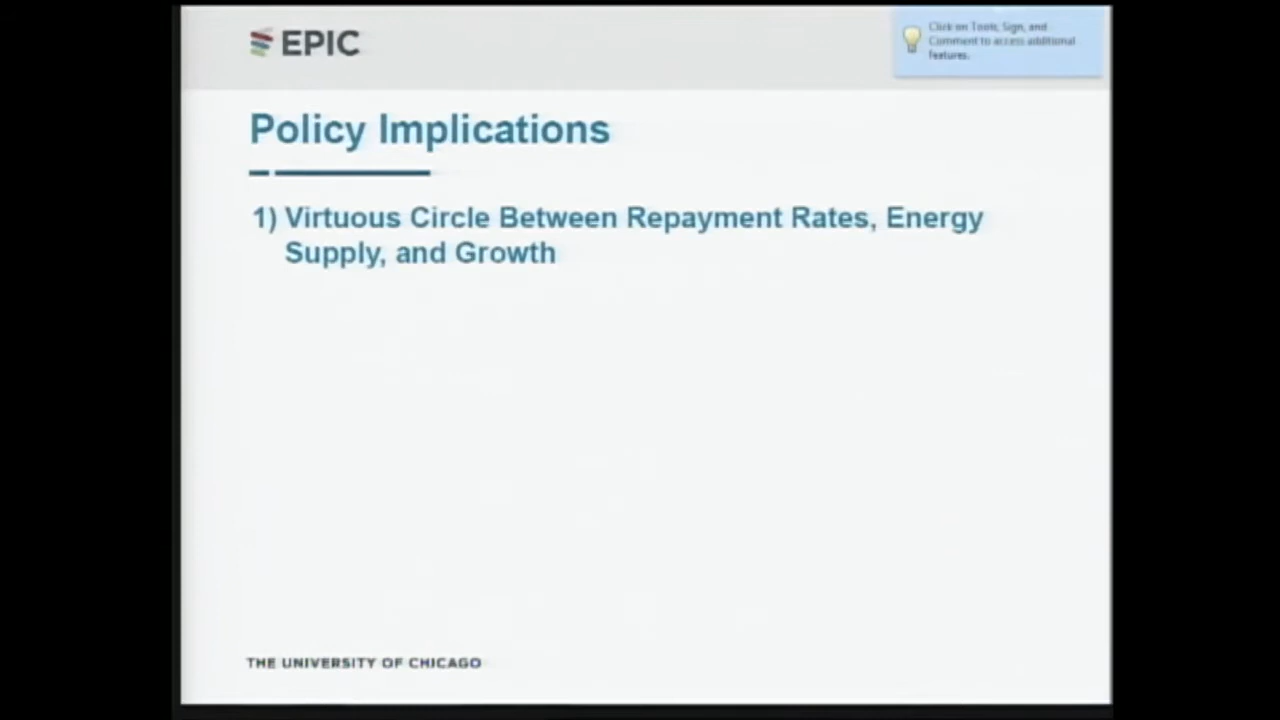 EPIC
Click on Tools, Sign, and
Comment to access additional
features.
Policy Implications
1) Virtuous Circle Between Repayment Rates, Energy
Supply, and Growth
THE UNIVERSITY OF CHICAGO